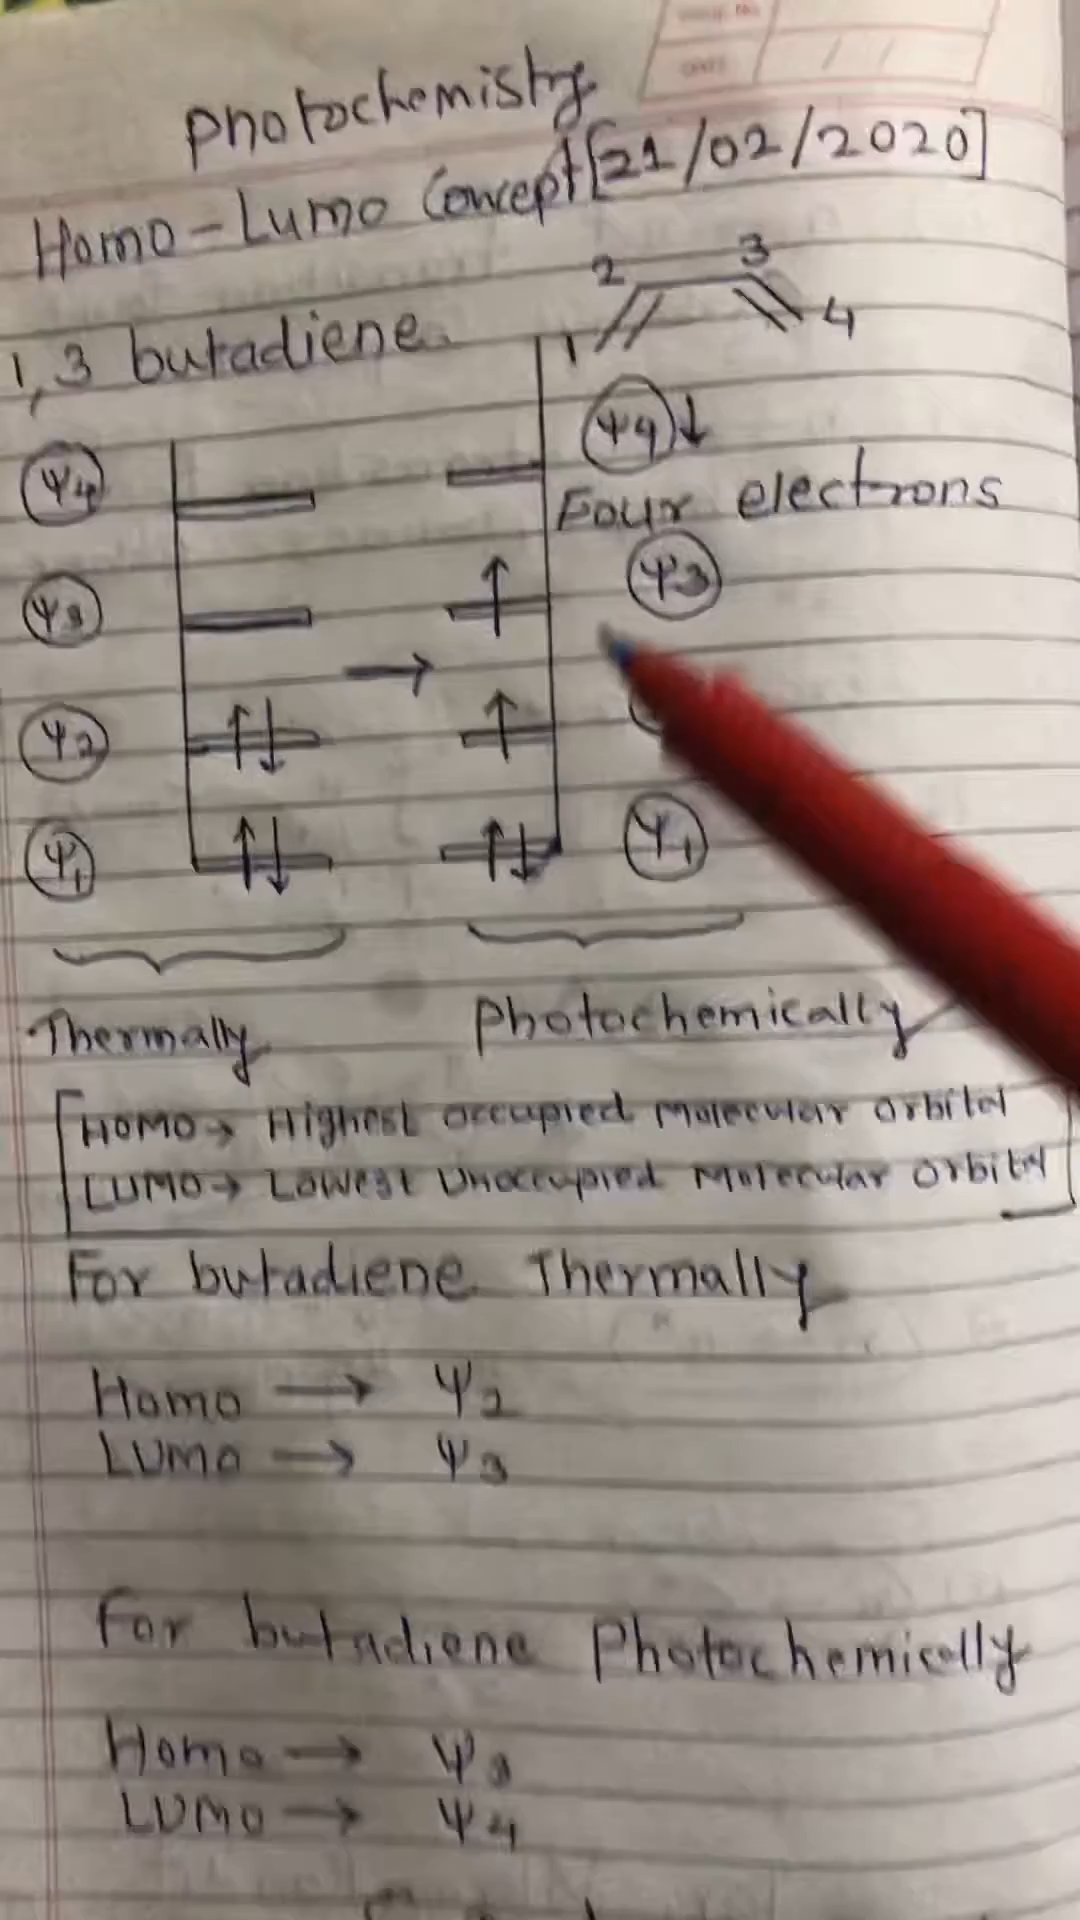 Photochemistry
Homo-Lumo Concept [21/02/2020]
1,3 butadiene
2 3
1 4
Ψ4 Ψ4↓
Four electrons
Ψ3 Ψ3
→
Ψ2
Ψ1 Ψ1
Thermally Photochemically
[HOMO → Highest Occupied Molecular Orbital
LUMO → Lowest Unoccupied Molecular Orbital]
For butadiene Thermally
Homo → Ψ2
LUMO → Ψ3
For butadiene Photochemically
Homo → Ψ3
LUMO → Ψ4